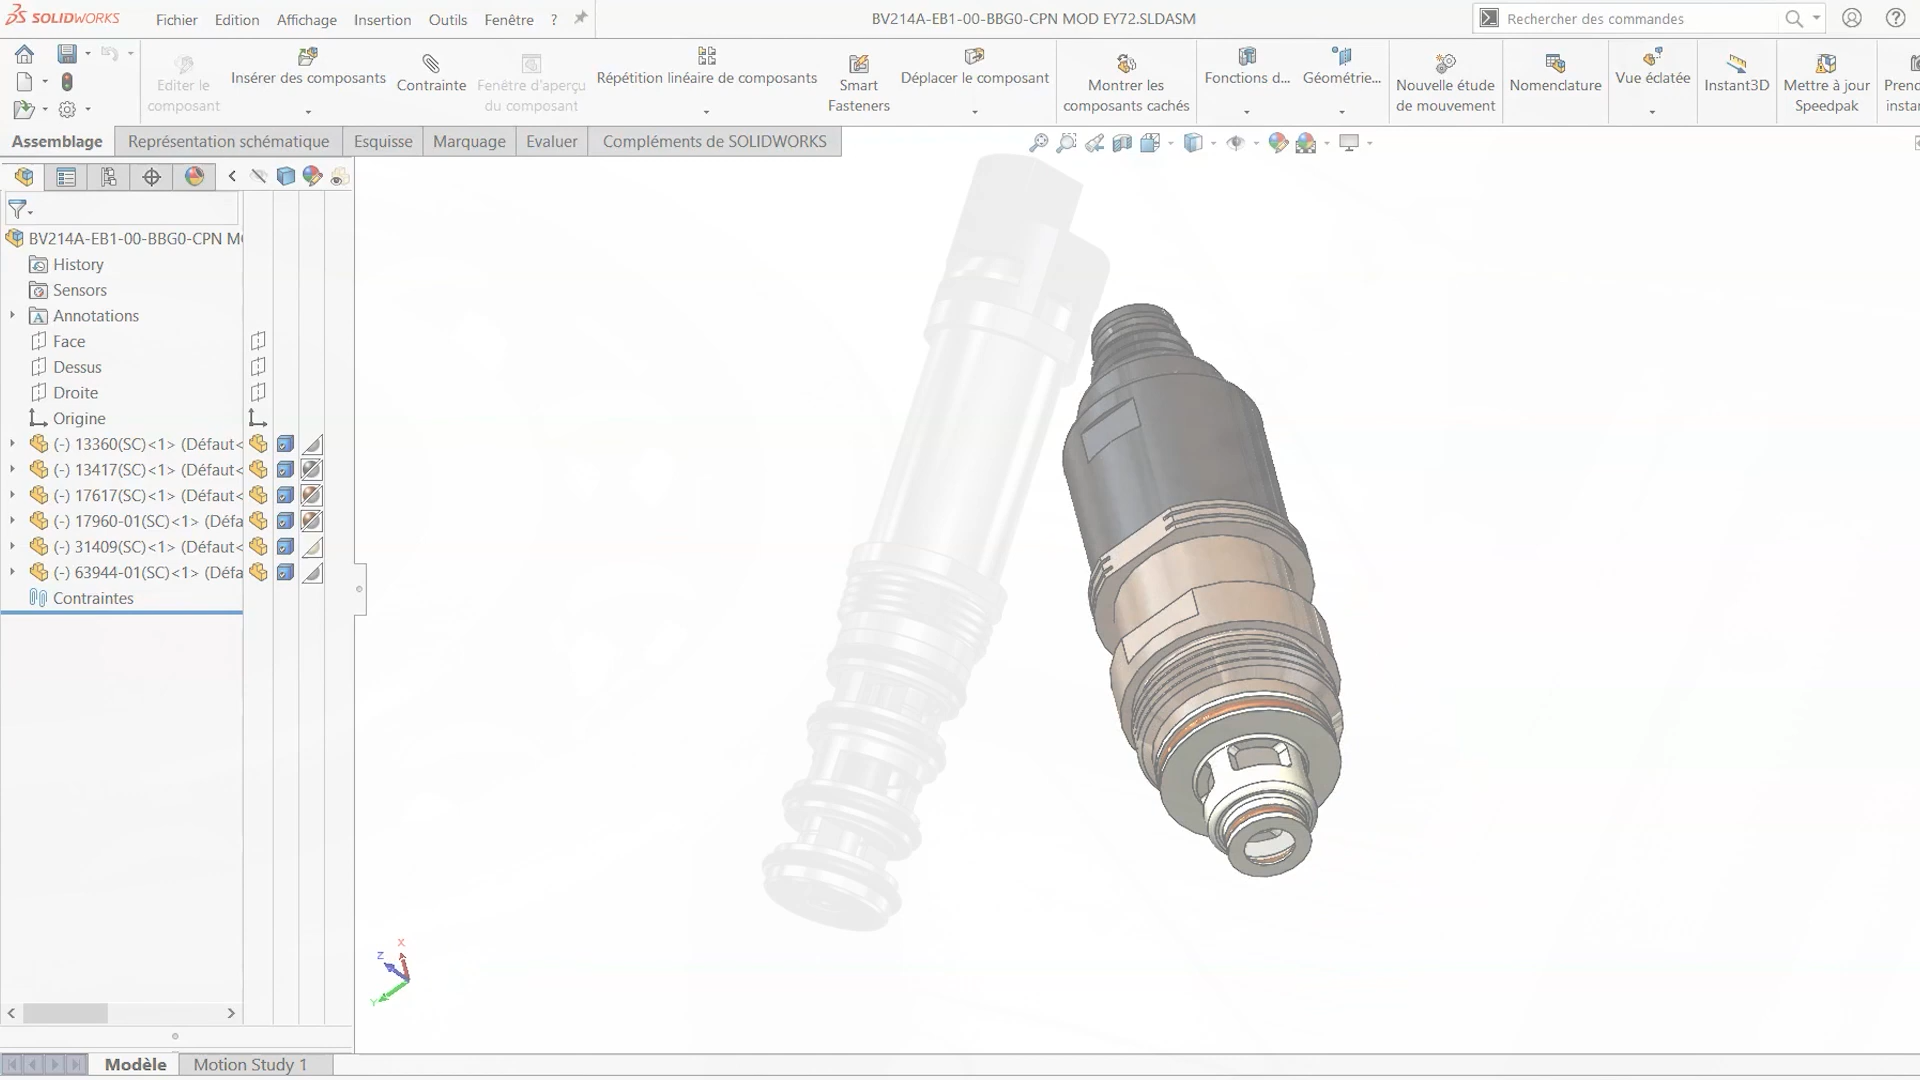 SOLIDWORKS
Fichier Edition Affichage Insertion Outils Fenêtre ?
BV214A-EB1-00-BBG0-CPN MOD EY72.SLDASM
Rechercher des commandes
Editer le composant
Insérer des composants
Contrainte
Fenêtre d'aperçu du composant
Répétition linéaire de composants
Smart Fasteners
Déplacer le composant
Montrer les composants cachés
Fonctions d...
Géométrie...
Nouvelle étude de mouvement
Nomenclature
Vue éclatée
Instant3D
Mettre à jour Speedpak
Assemblage Représentation schématique Esquisse Marquage Evaluer Compléments de SOLIDWORKS
BV214A-EB1-00-BBG0-CPN
History
Sensors
Annotations
Face
Dessus
Droite
Origine
(-) 13360(SC)<1> (Défaut<
(-) 13417(SC)<1> (Défaut<
(-) 17617(SC)<1> (Défaut<
(-) 17960-01(SC)<1> (Défa
(-) 31409(SC)<1> (Défaut<
(-) 63944-01(SC)<1> (Défa
Contraintes
X
Z
Y
Modèle Motion Study 1